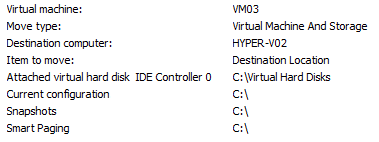 Virtual machine: VM03
Move type: Virtual Machine And Storage
Destination computer: HYPER-V02
Item to move: Destination Location
Attached virtual hard disk  IDE Controller 0 C:\Virtual Hard Disks
Current configuration C:\
Snapshots C:\
Smart Paging C:\